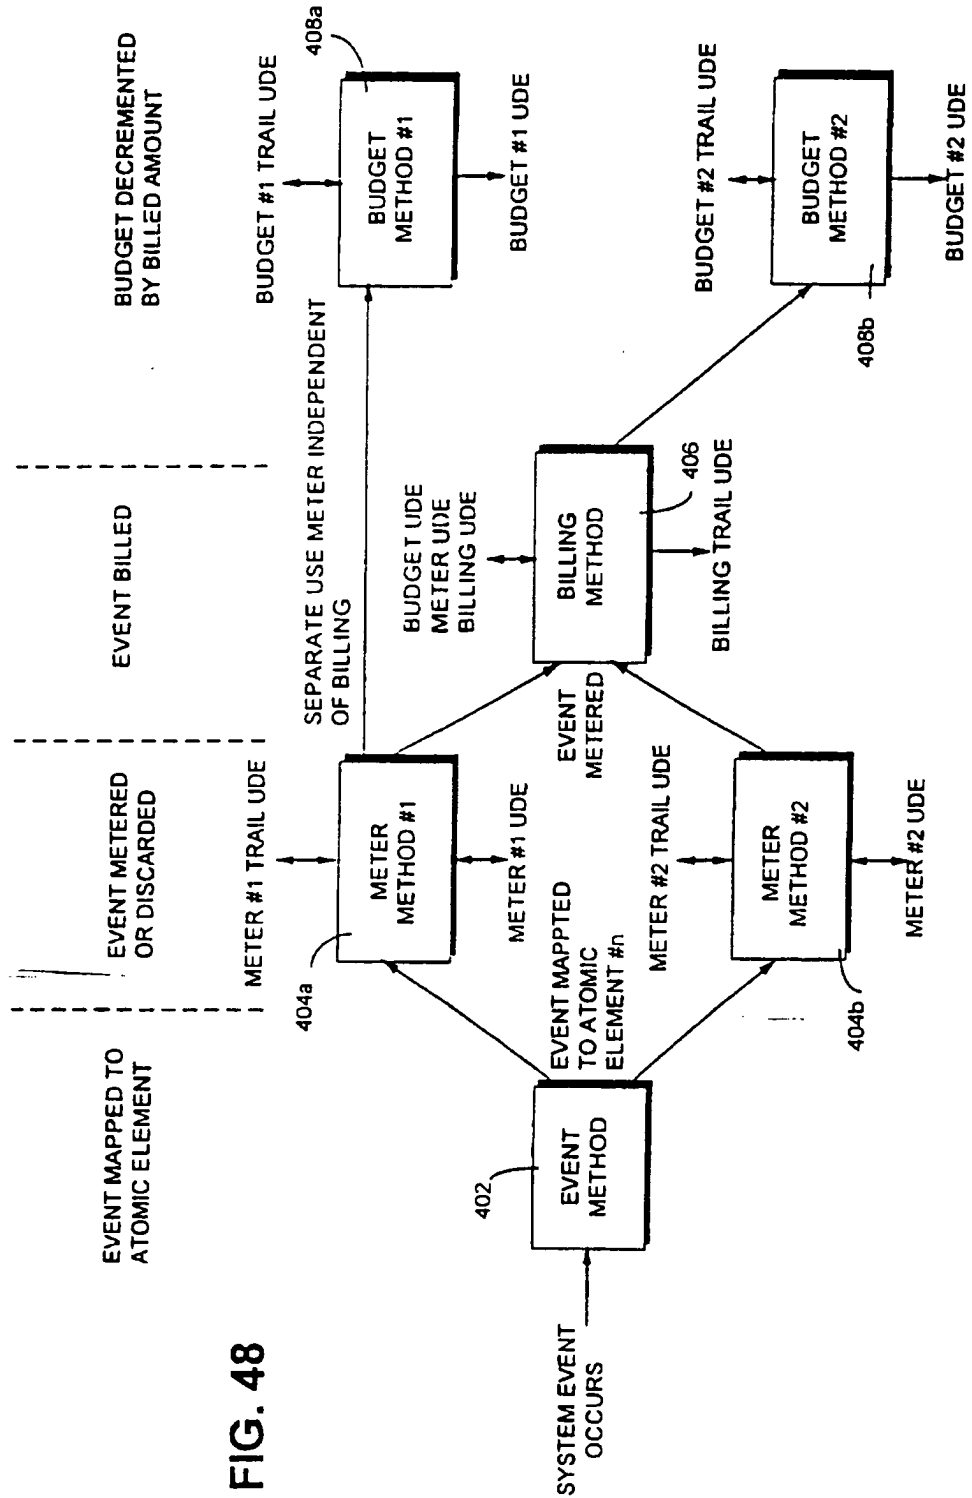 FIG. 48
EVENT MAPPED TO
ATOMIC ELEMENT
EVENT METERED
OR DISCARDED
EVENT BILLED
BUDGET DECREMENTED
BY BILLED AMOUNT
SYSTEM EVENT
OCCURS
402
EVENT
METHOD
EVENT MAPPTED
TO ATOMIC
ELEMENT #n
METER #1 TRAIL UDE
404a
METER
METHOD #1
METER #1 UDE
METER #2 TRAIL UDE
METER
METHOD #2
404b
METER #2 UDE
SEPARATE USE METER INDEPENDENT
OF BILLING
EVENT
METERED
BUDGET UDE
METER UDE
BILLING UDE
BILLING
METHOD
406
BILLING TRAIL UDE
BUDGET #1 TRAIL UDE
408a
BUDGET
METHOD #1
BUDGET #1 UDE
BUDGET #2 TRAIL UDE
BUDGET
METHOD #2
408b
BUDGET #2 UDE